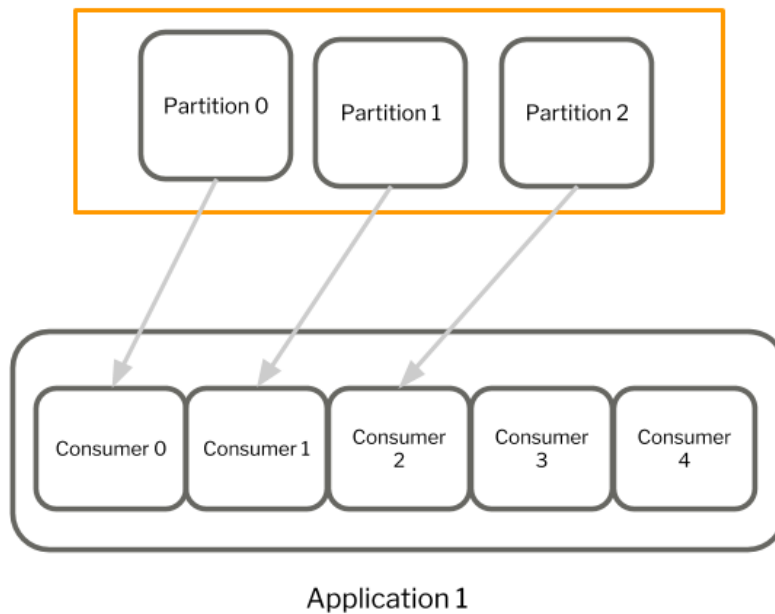 Partition 0
Partition 1
Partition 2
Consumer 0
Consumer 1
Consumer
2
Consumer
3
Consumer
4
Application 1